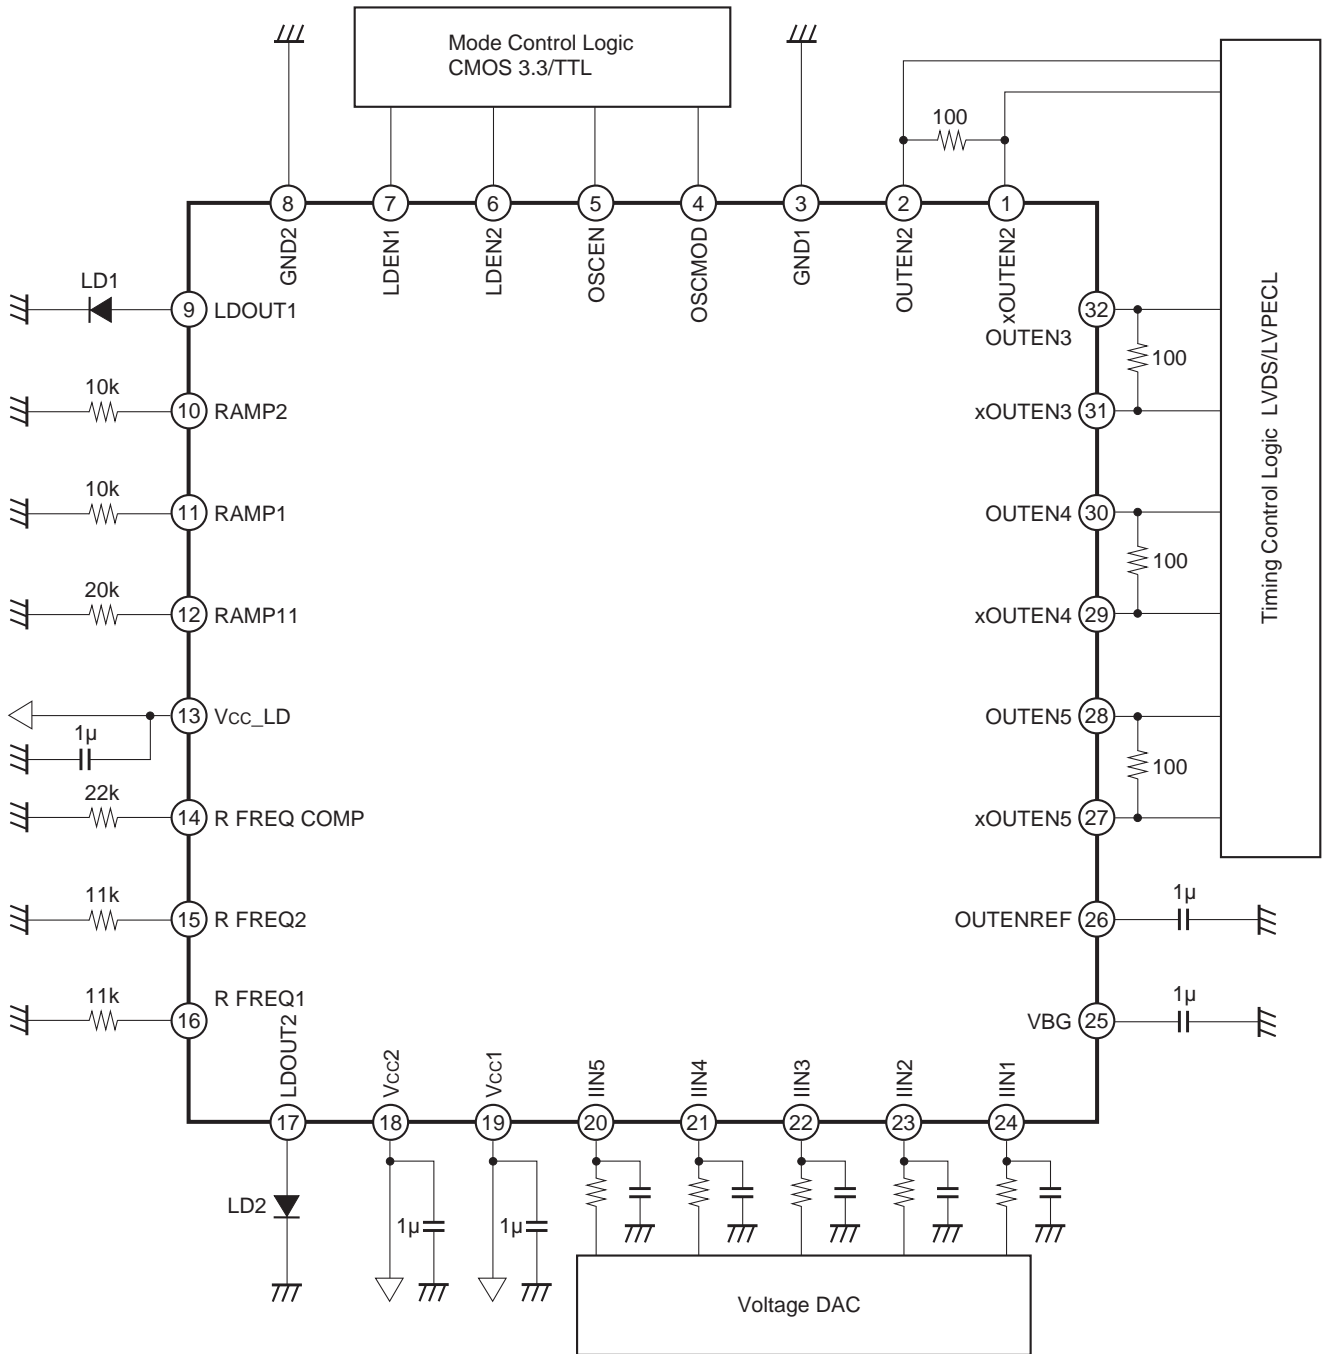 Mode Control Logic
CMOS 3.3/TTL
100
8
7
6
5
4
3
2
1
GND2
LDEN1
LDEN2
OSCEN
OSCMOD
GND1
OUTEN2
xOUTEN2
LD1
9
LDOUT1
32
OUTEN3
100
10k
10
RAMP2
xOUTEN3
31
10k
11
RAMP1
OUTEN4
30
100
20k
12
RAMP11
xOUTEN4
29
13
Vcc_LD
1µ
OUTEN5
28
100
22k
14
R FREQ COMP
xOUTEN5
27
Timing Control Logic LVDS/LVPECL
11k
15
R FREQ2
OUTENREF
26
1µ
11k
16
R FREQ1
VBG
25
1µ
LDOUT2
Vcc2
Vcc1
IIN5
IIN4
IIN3
IIN2
IIN1
17
18
19
20
21
22
23
24
LD2
1µ
1µ
Voltage DAC